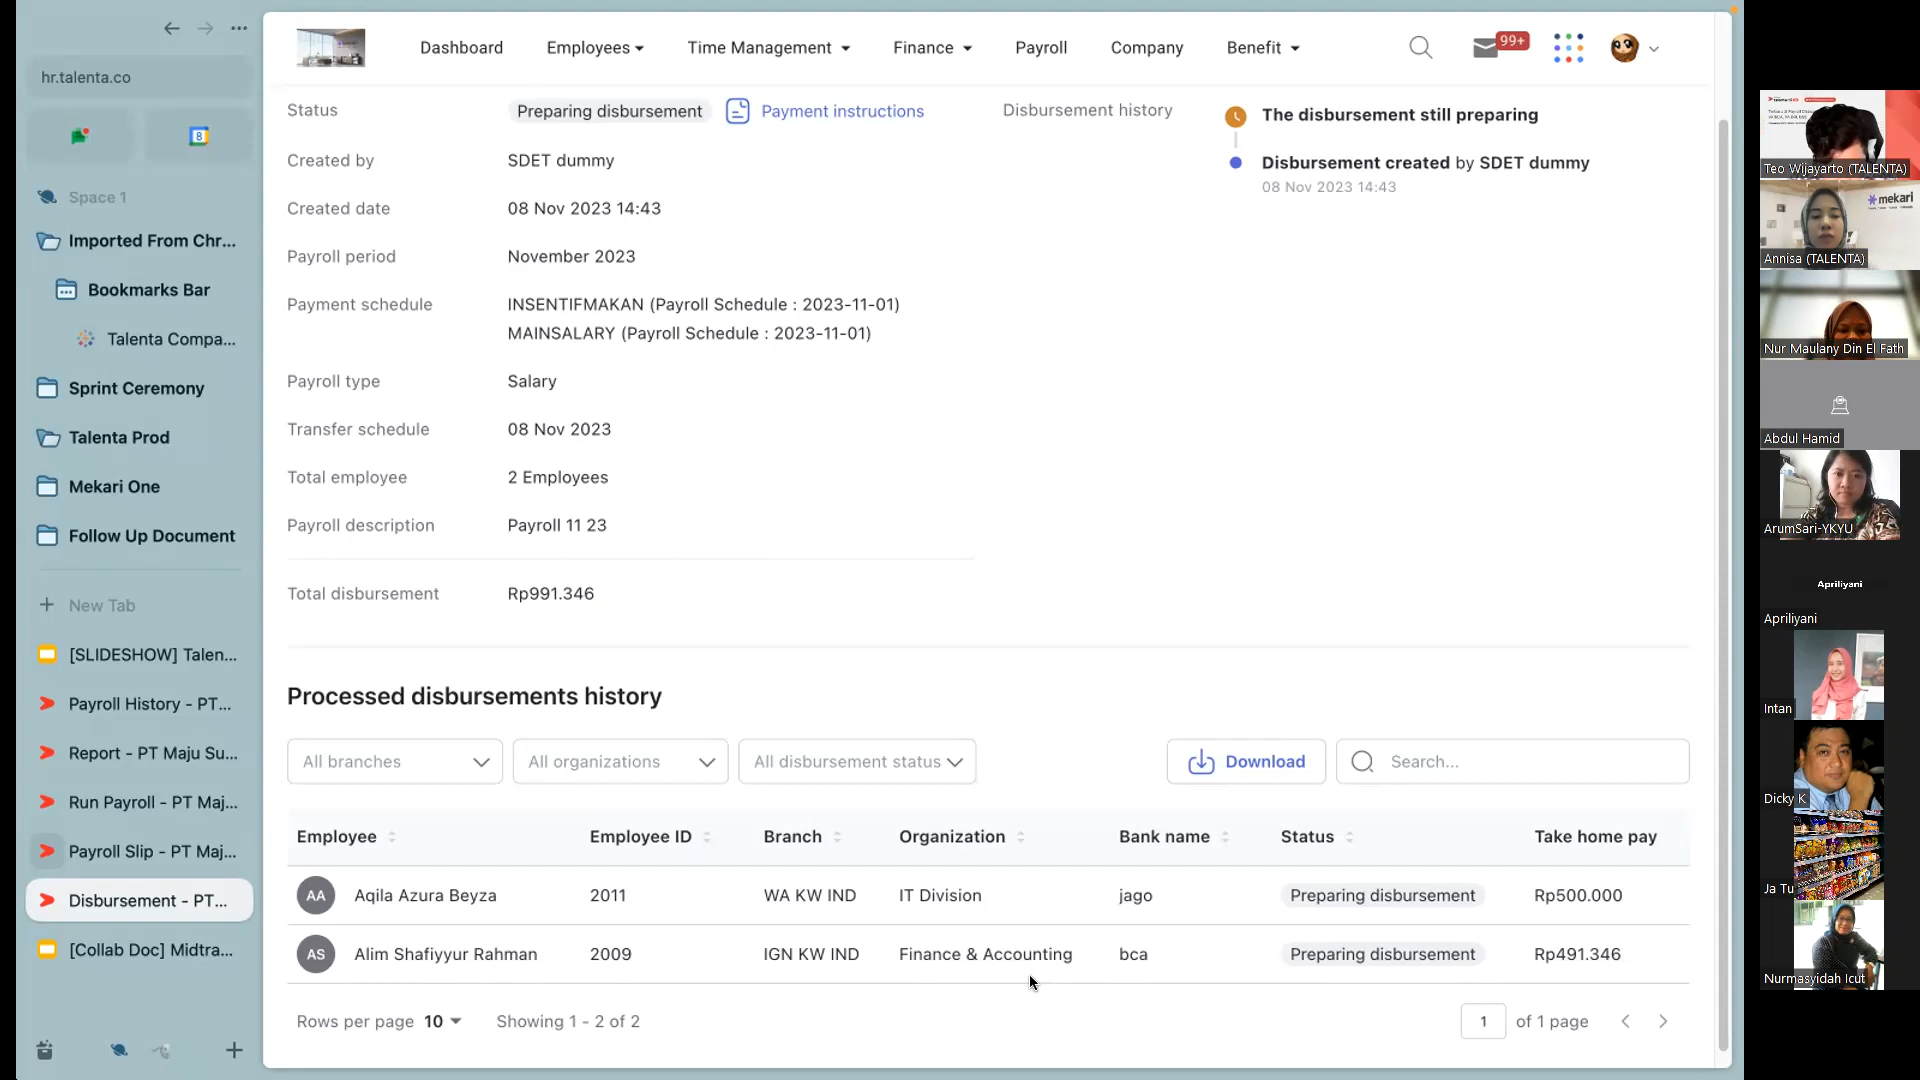 hr.talenta.co
8
Space 1
Imported From Chr...
Bookmarks Bar
Talenta Compa...
Sprint Ceremony
Talenta Prod
Mekari One
Follow Up Document
New Tab
[SLIDESHOW] Talen...
Payroll History - PT...
Report - PT Maju Su...
Run Payroll - PT Maj...
Payroll Slip - PT Maj...
Disbursement - PT...
[Collab Doc] Midtra...
Dashboard Employees Time Management Finance Payroll Company Benefit 99+
Status Preparing disbursement Payment instructions
Created by SDET dummy
Created date 08 Nov 2023 14:43
Payroll period November 2023
Payment schedule INSENTIFMAKAN (Payroll Schedule : 2023-11-01)
MAINSALARY (Payroll Schedule : 2023-11-01)
Payroll type Salary
Transfer schedule 08 Nov 2023
Total employee 2 Employees
Payroll description Payroll 11 23
Total disbursement Rp991.346
Disbursement history The disbursement still preparing
Disbursement created by SDET dummy
08 Nov 2023 14:43
Processed disbursements history
All branches All organizations All disbursement status Download Search...
Employee Employee ID Branch Organization Bank name Status Take home pay
AA Aqila Azura Beyza 2011 WA KW IND IT Division jago Preparing disbursement Rp500.000
AS Alim Shafiyyur Rahman 2009 IGN KW IND Finance & Accounting bca Preparing disbursement Rp491.346
Rows per page 10 Showing 1 - 2 of 2 1 of 1 page
Teo Wijayarto (TALENTA)
mekari
Annisa (TALENTA)
Nur Maulany Din El Fath
Abdul Hamid
ArumSari-YKYU
Apriliyani
Apriliyani
Intan
Dicky K
Ja Tu
Nurmasyidah Icut